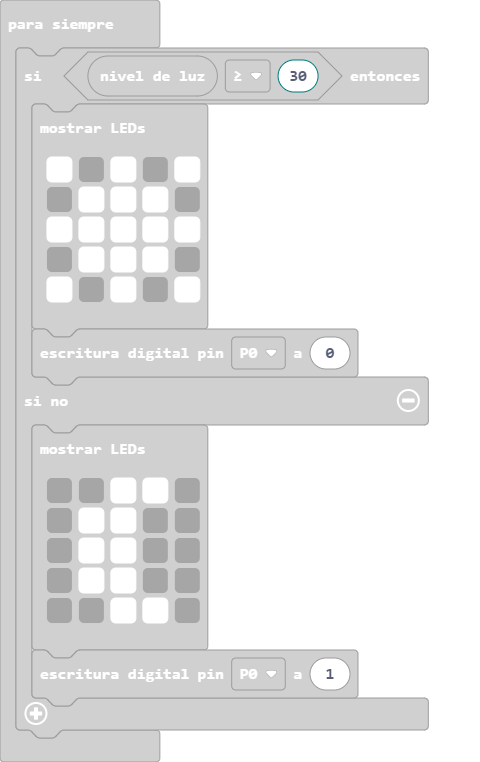 para siempre
si nivel de luz ≥ 30 entonces
mostrar LEDs
escritura digital pin P0 a 0
si no
mostrar LEDs
escritura digital pin P0 a 1